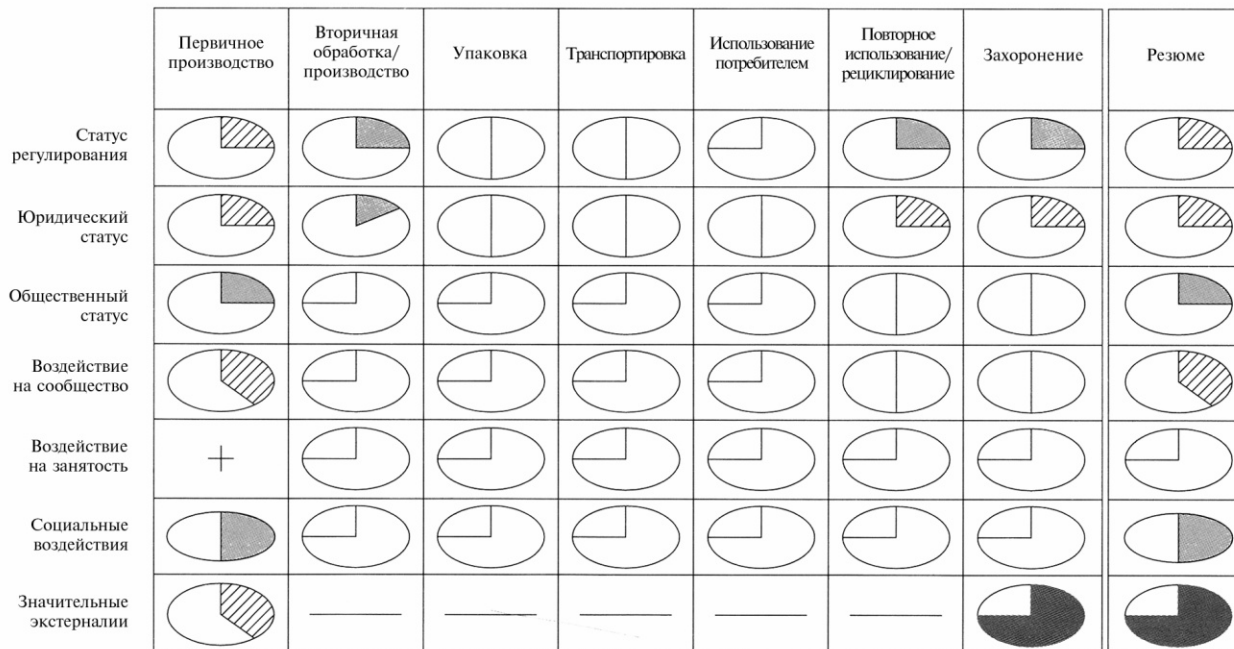 Первичное
производство
Вторичная
обработка/
производство
Упаковка
Транспортировка
Использование
потребителем
Повторное
использование/
рециклирование
Захоронение
Резюме
Статус
регулирования
Юридический
статус
Общественный
статус
Воздействие
на сообщество
Воздействие
на занятость
Социальные
воздействия
Значительные
экстерналии